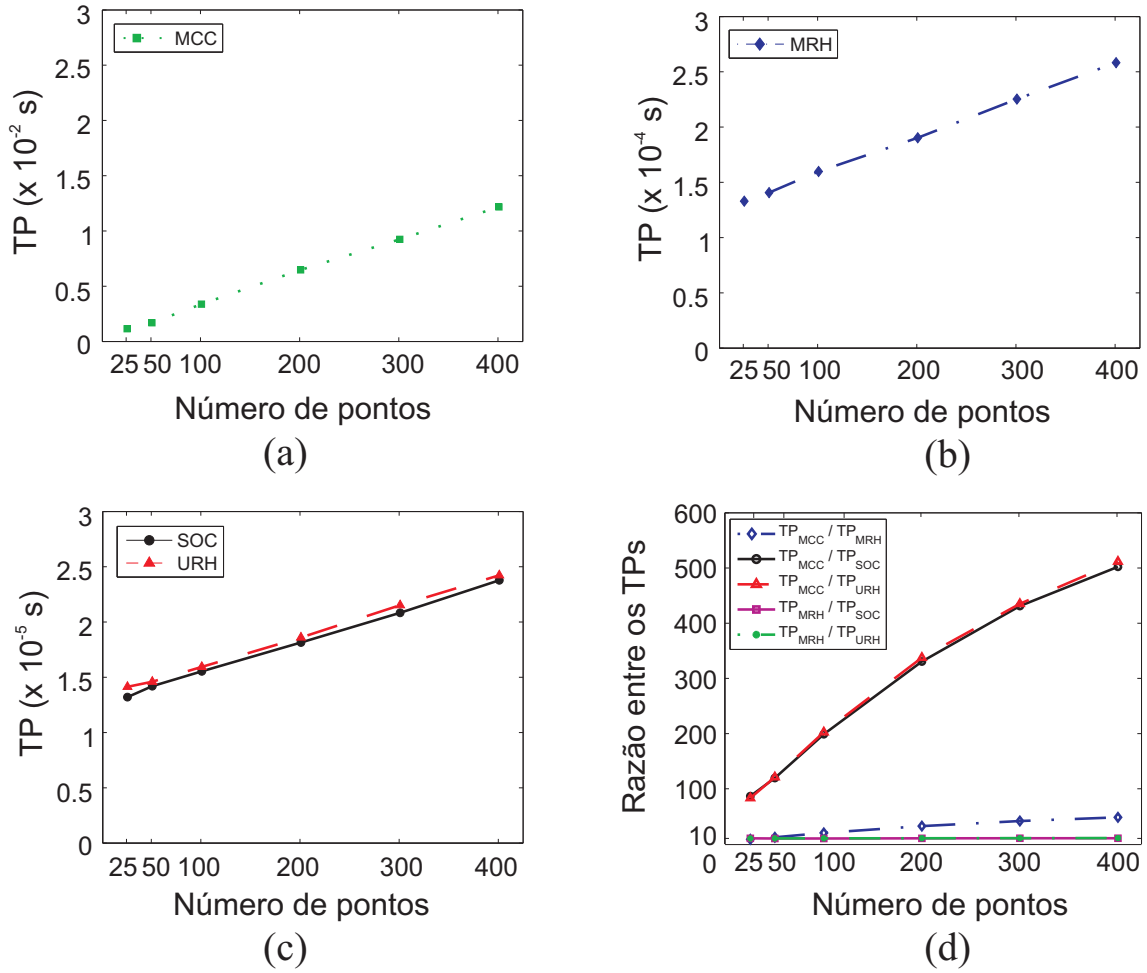 3
2.5
2
1.5
1
0.5
0
TP (x 10⁻² s)
MCC
25 50 100 200 300 400
Número de pontos
(a)
3
2.5
2
1.5
1
0.5
0
TP (x 10⁻⁴ s)
MRH
25 50 100 200 300 400
Número de pontos
(b)
3
2.5
2
1.5
1
0.5
0
TP (x 10⁻⁵ s)
SOC
URH
25 50 100 200 300 400
Número de pontos
(c)
600
500
400
300
200
100
10
0
Razão entre os TPs
TP_MCC / TP_MRH
TP_MCC / TP_SOC
TP_MCC / TP_URH
TP_MRH / TP_SOC
TP_MRH / TP_URH
25 50 100 200 300 400
Número de pontos
(d)